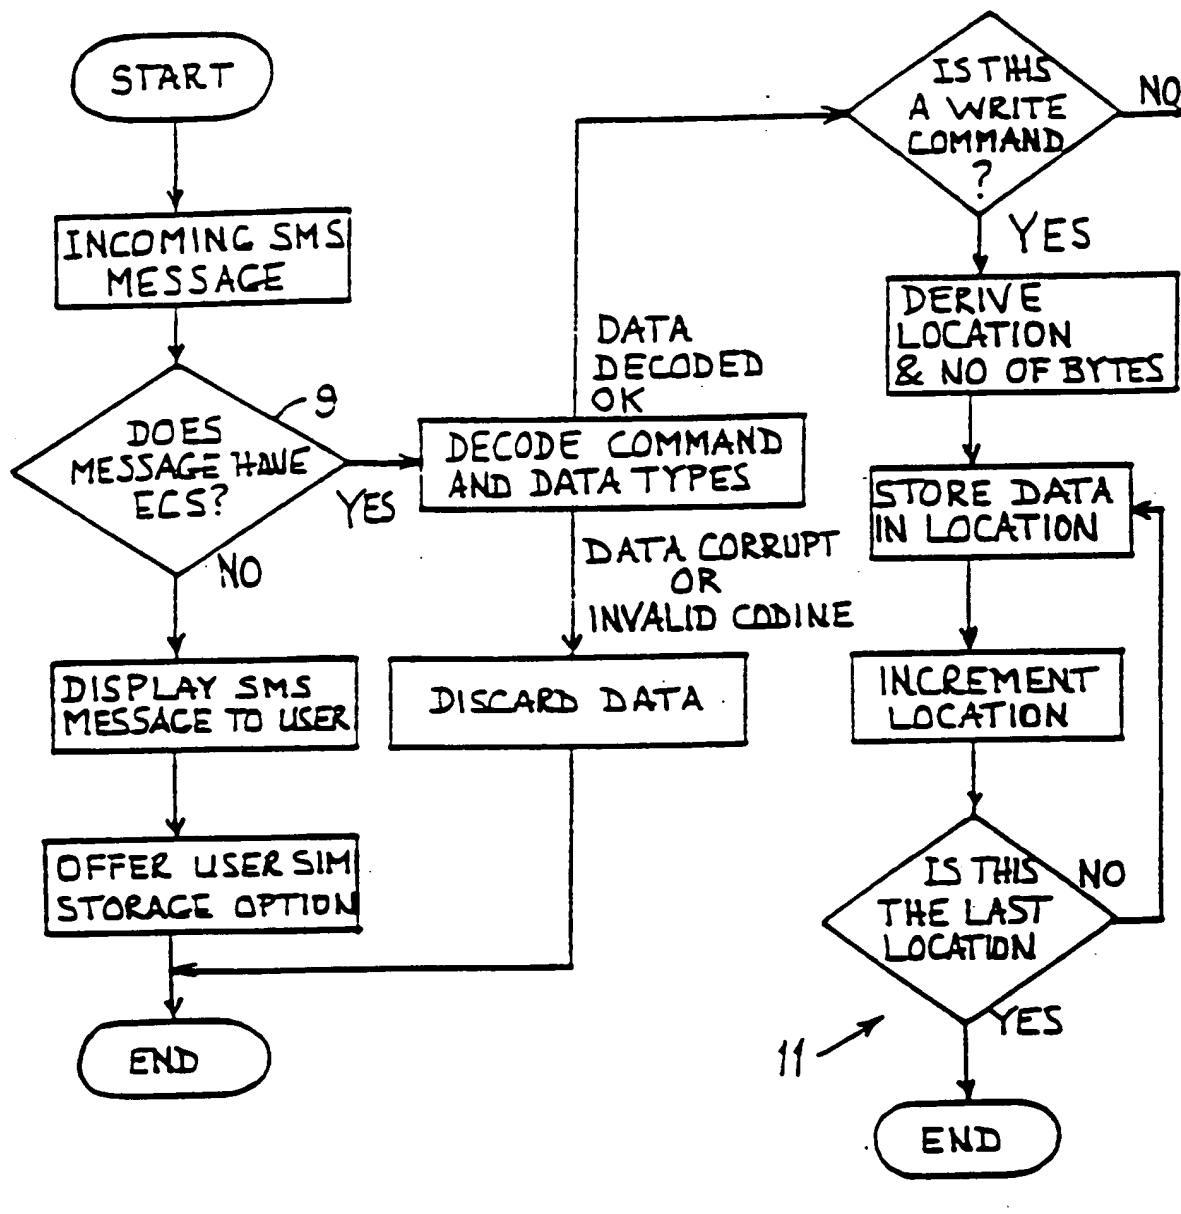 START
INCOMING SMS
MESSAGE
9
DOES
MESSAGE HAVE
ECS?
YES
NO
DISPLAY SMS
MESSAGE TO USER
OFFER USER SIM
STORAGE OPTION
END
DATA
DECODED
OK
DECODE COMMAND
AND DATA TYPES
DATA CORRUPT
OR
INVALID CODINE
DISCARD DATA
IS THIS
A WRITE
COMMAND
?
NO
YES
DERIVE
LOCATION
& NO OF BYTES
STORE DATA
IN LOCATION
INCREMENT
LOCATION
IS THIS
THE LAST
LOCATION
NO
YES
11
END